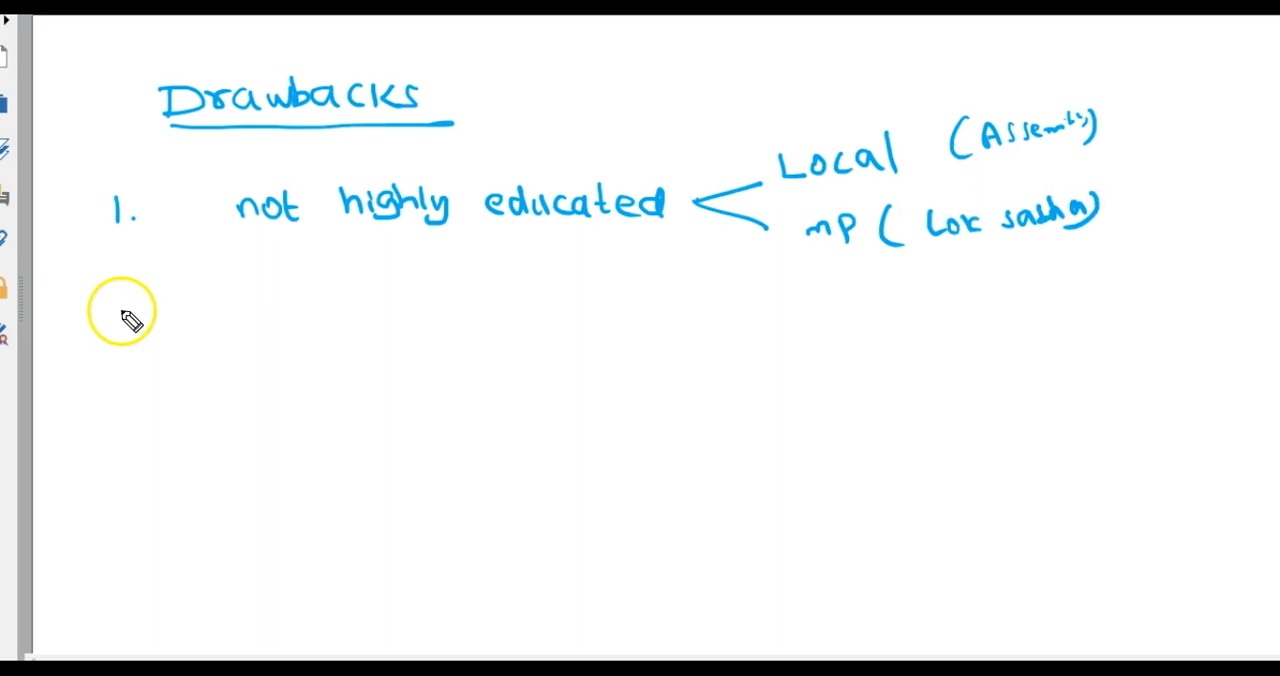 Drawbacks
Local (Assembly)
1. not highly educated
mp (Lok sabha)